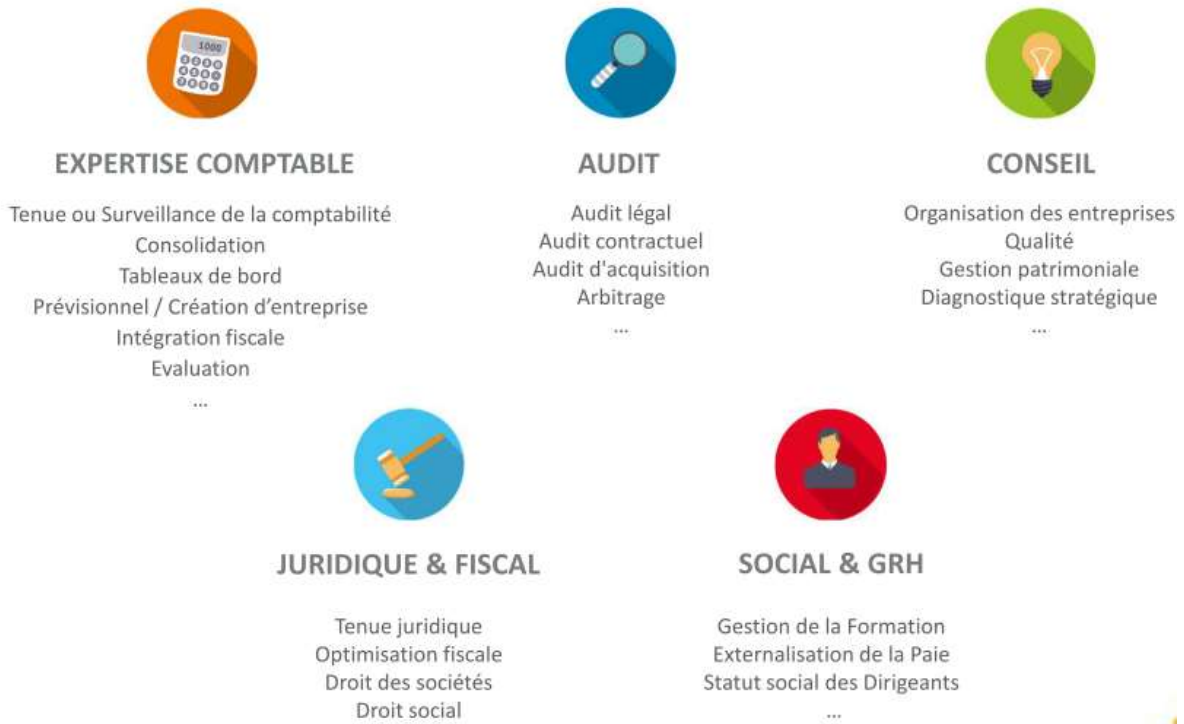 1000
EXPERTISE COMPTABLE
Tenue ou Surveillance de la comptabilité
Consolidation
Tableaux de bord
Prévisionnel / Création d'entreprise
Intégration fiscale
Evaluation
...
AUDIT
Audit légal
Audit contractuel
Audit d'acquisition
Arbitrage
...
CONSEIL
Organisation des entreprises
Qualité
Gestion patrimoniale
Diagnostique stratégique
...
JURIDIQUE & FISCAL
Tenue juridique
Optimisation fiscale
Droit des sociétés
Droit social
SOCIAL & GRH
Gestion de la Formation
Externalisation de la Paie
Statut social des Dirigeants
...